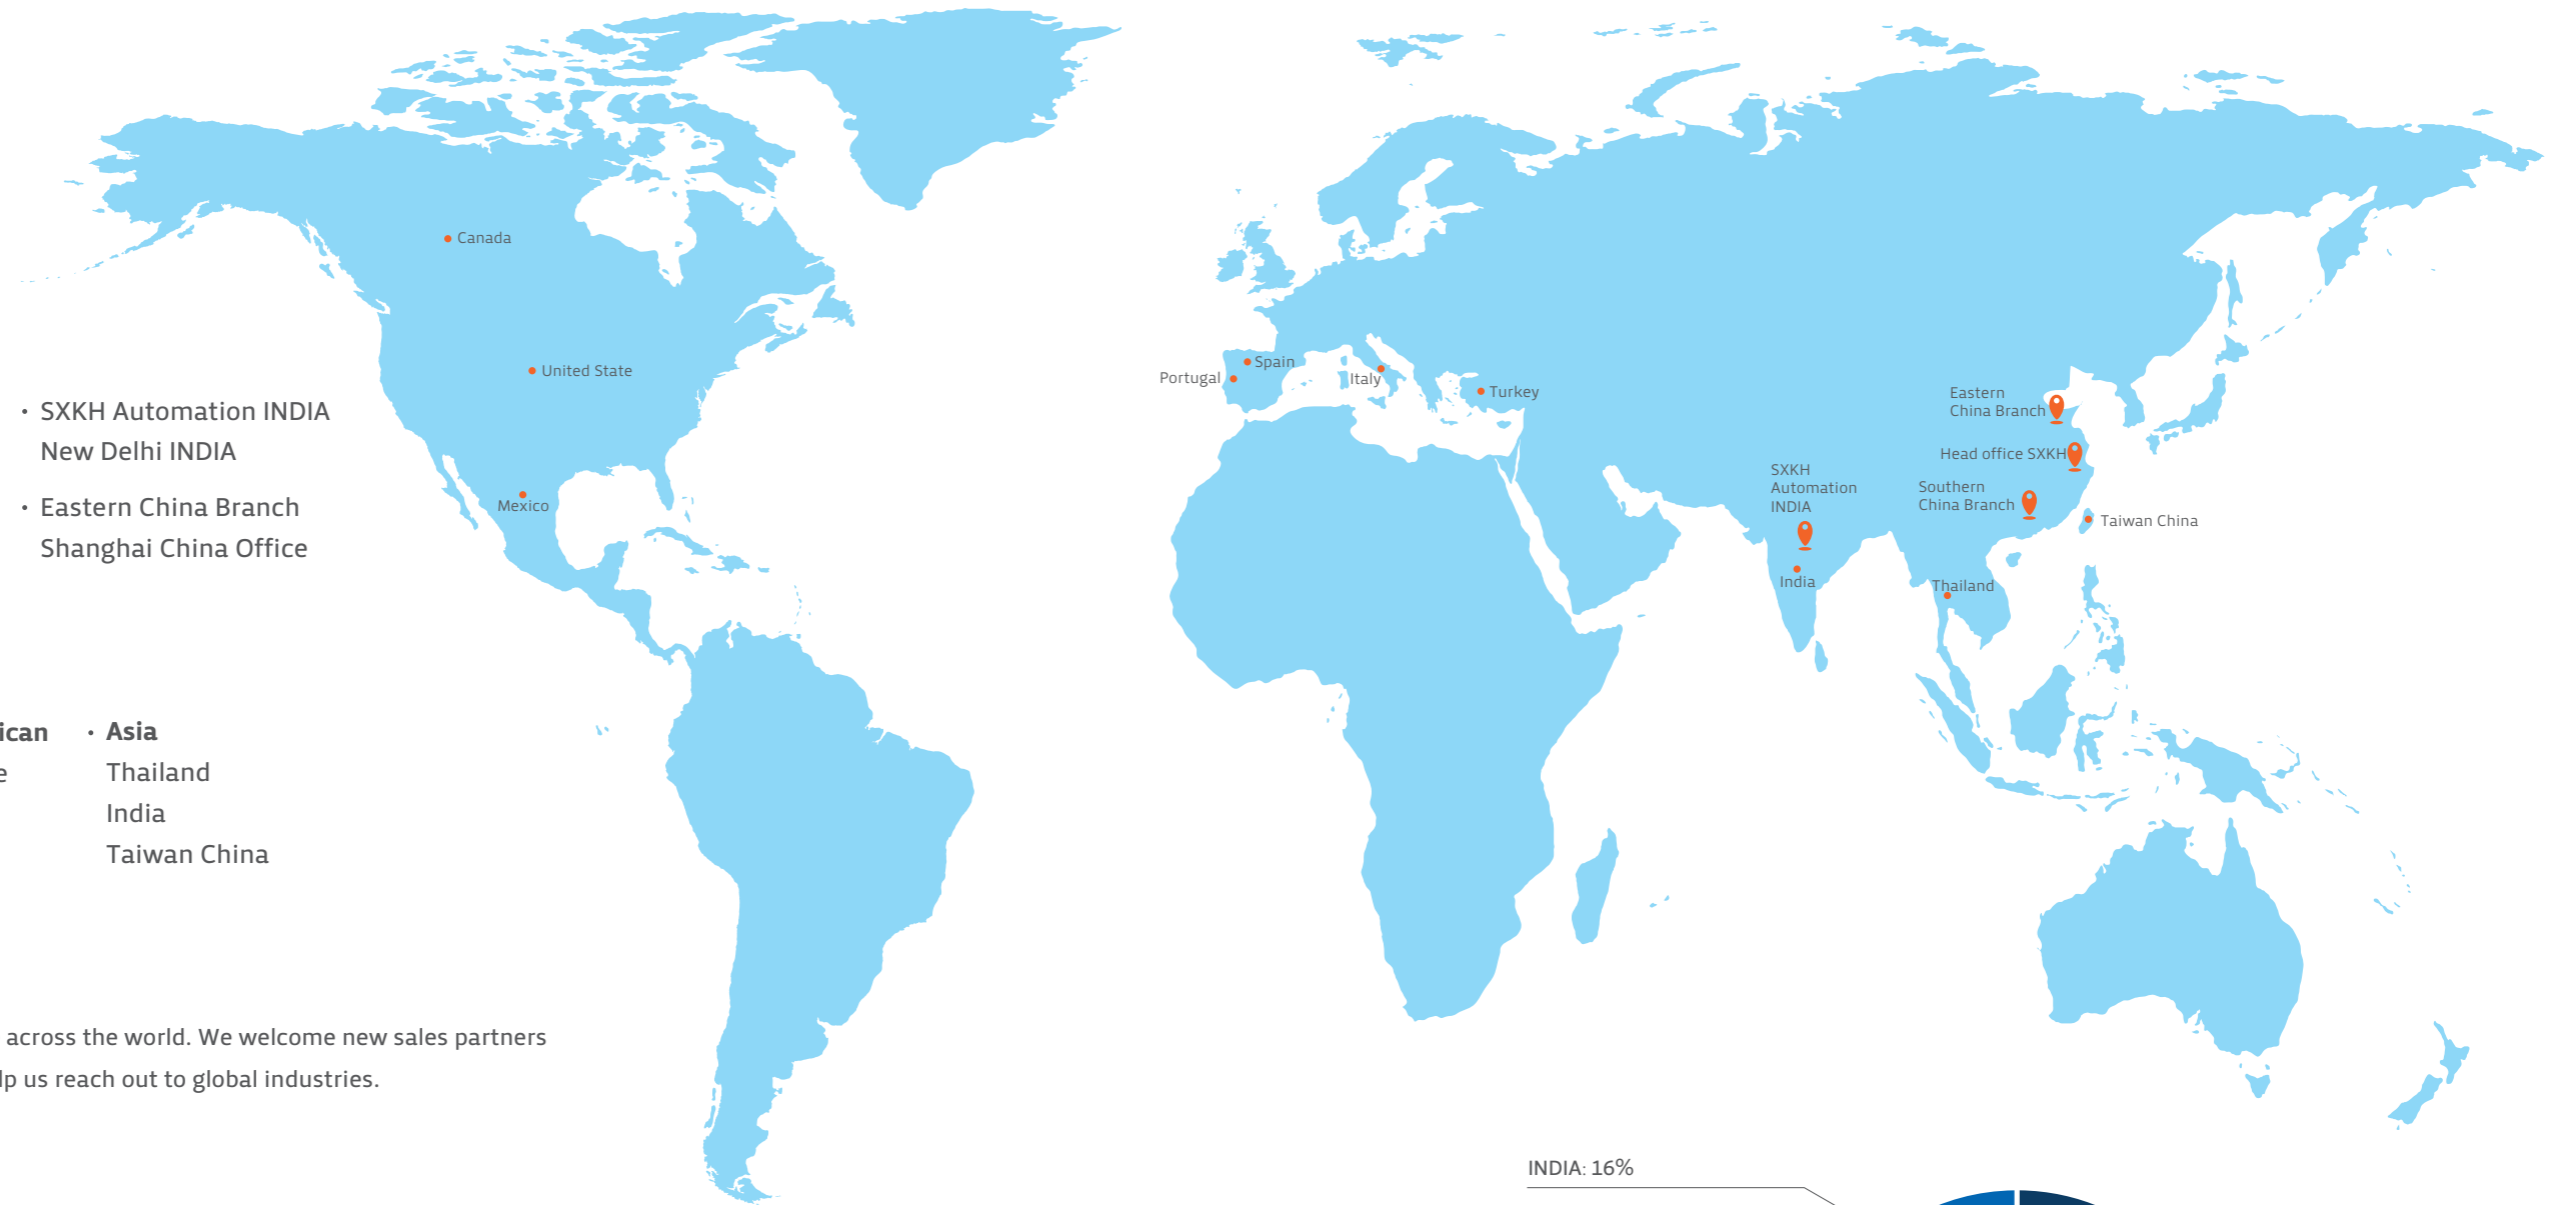 Canada
United State
Mexico
Portugal
Spain
Italy
Turkey
Eastern
China Branch
Head office SXKH
Southern
China Branch
SXKH
Automation
INDIA
India
Thailand
Taiwan China
· SXKH Automation INDIA
New Delhi INDIA
· Eastern China Branch
Shanghai China Office
ican
e
· Asia
Thailand
India
Taiwan China
across the world. We welcome new sales partners
lp us reach out to global industries.
INDIA: 16%